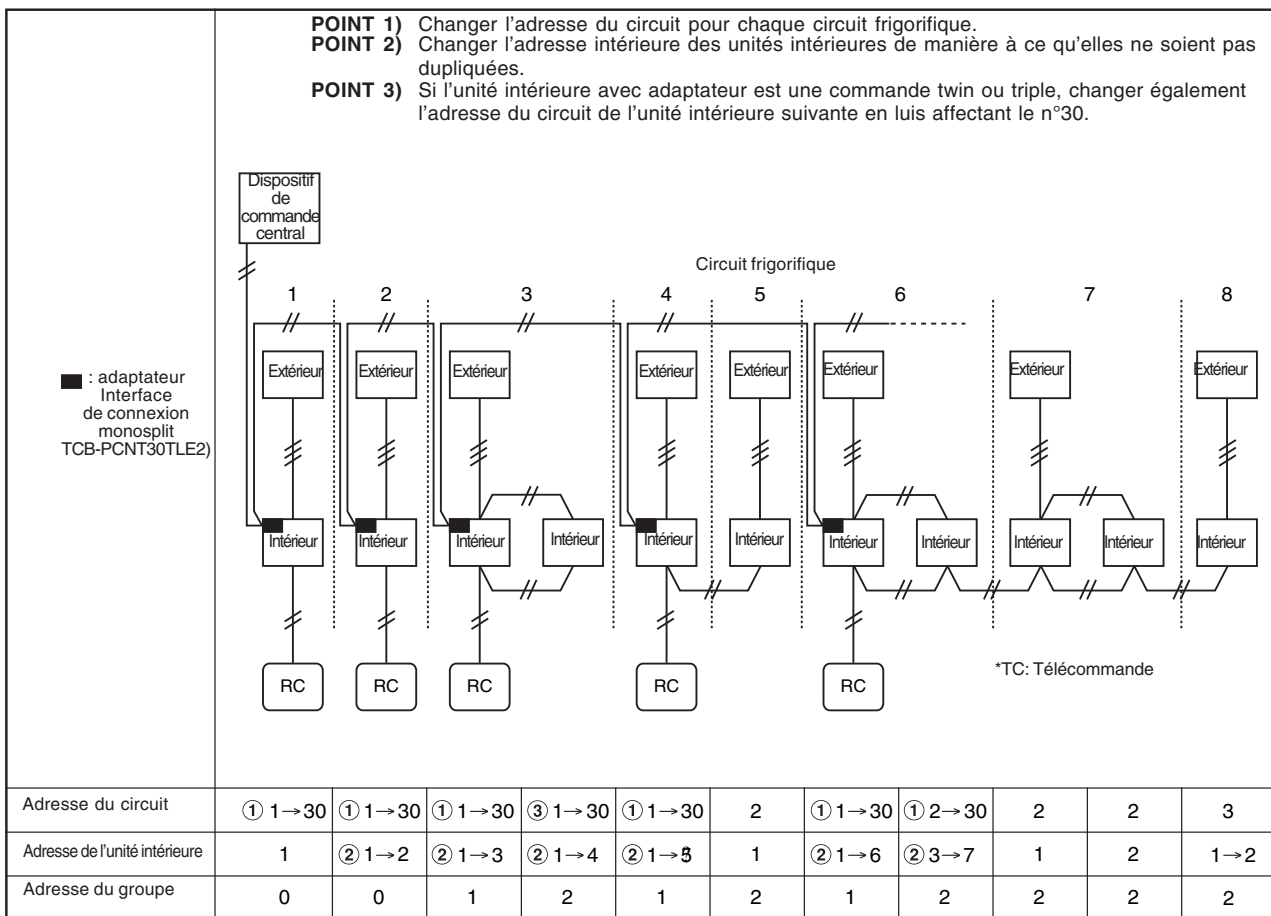 POINT 1) Changer l'adresse du circuit pour chaque circuit frigorifique.
POINT 2) Changer l'adresse intérieure des unités intérieures de manière à ce qu'elles ne soient pas
dupliquées.
POINT 3) Si l'unité intérieure avec adaptateur est une commande twin ou triple, changer également
l'adresse du circuit de l'unité intérieure suivante en luis affectant le n°30.
Dispositif
de
commande
central
Circuit frigorifique
1 2 3 4 5 6 7 8
Extérieur Extérieur Extérieur Extérieur Extérieur Extérieur Extérieur Extérieur
: adaptateur
Interface
de connexion
monosplit
TCB-PCNT30TLE2)
Intérieur Intérieur Intérieur Intérieur Intérieur Intérieur Intérieur Intérieur Intérieur Intérieur Intérieur
*TC: Télécommande
RC RC RC RC RC
Adresse du circuit ① 1→30 ① 1→30 ① 1→30 ③ 1→30 ① 1→30 2 ① 1→30 ① 2→30 2 2 3
Adresse de l'unité intérieure 1 ② 1→2 ② 1→3 ② 1→4 ② 1→5 1 ② 1→6 ② 3→7 1 2 1→2
Adresse du groupe 0 0 1 2 1 2 1 2 2 2 2